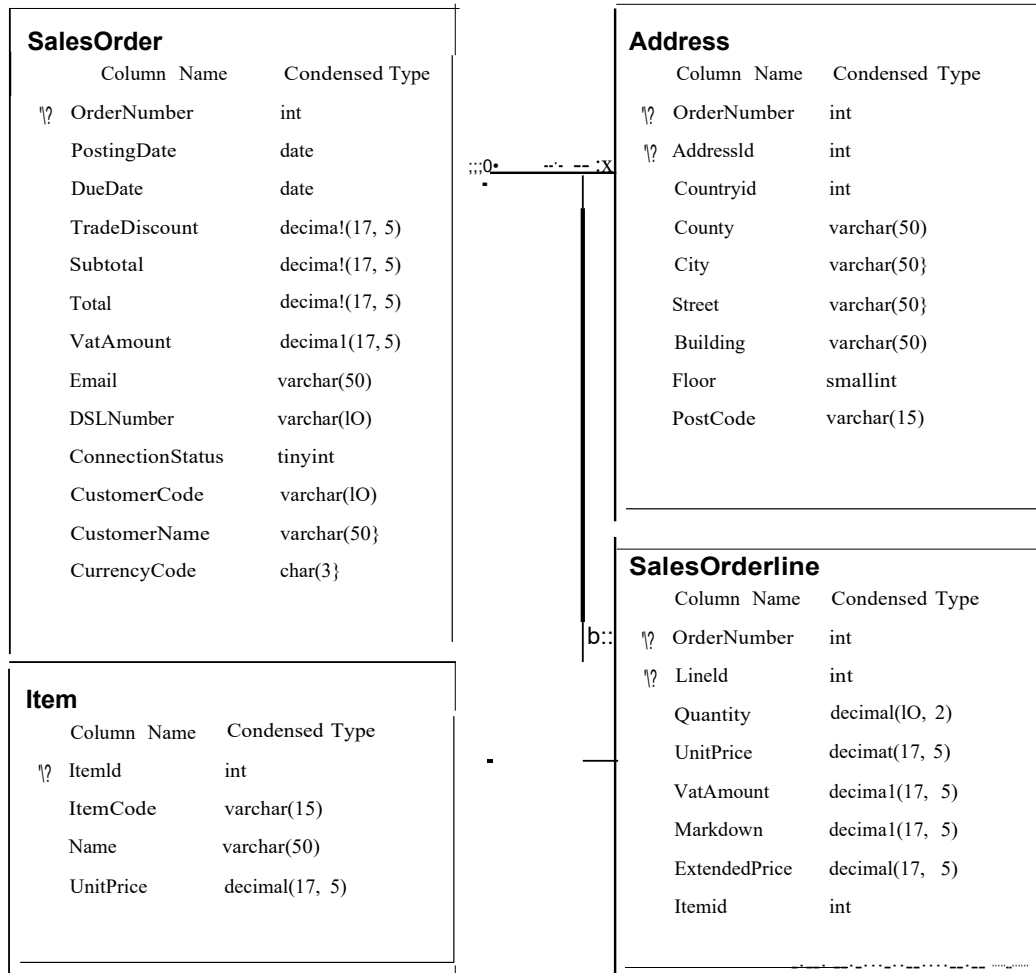 SalesOrder
Column Name Condensed Type
OrderNumber int
PostingDate date
DueDate date
TradeDiscount decima!(17, 5)
Subtotal decima!(17, 5)
Total decima!(17, 5)
VatAmount decima1(17, 5)
Email varchar(50)
DSLNumber varchar(lO)
ConnectionStatus tinyint
CustomerCode varchar(lO)
CustomerName varchar(50}
CurrencyCode char(3}
Item
Column Name Condensed Type
Itemld int
ItemCode varchar(15)
Name varchar(50)
UnitPrice decimal(17, 5)
Address
Column Name Condensed Type
OrderNumber int
Addressld int
Countryid int
County varchar(50)
City varchar(50}
Street varchar(50}
Building varchar(50)
Floor smallint
PostCode varchar(15)
SalesOrderline
Column Name Condensed Type
OrderNumber int
Lineld int
Quantity decimal(lO, 2)
UnitPrice decimat(17, 5)
VatAmount decima1(17, 5)
Markdown decima1(17, 5)
ExtendedPrice decimal(17, 5)
Itemid int